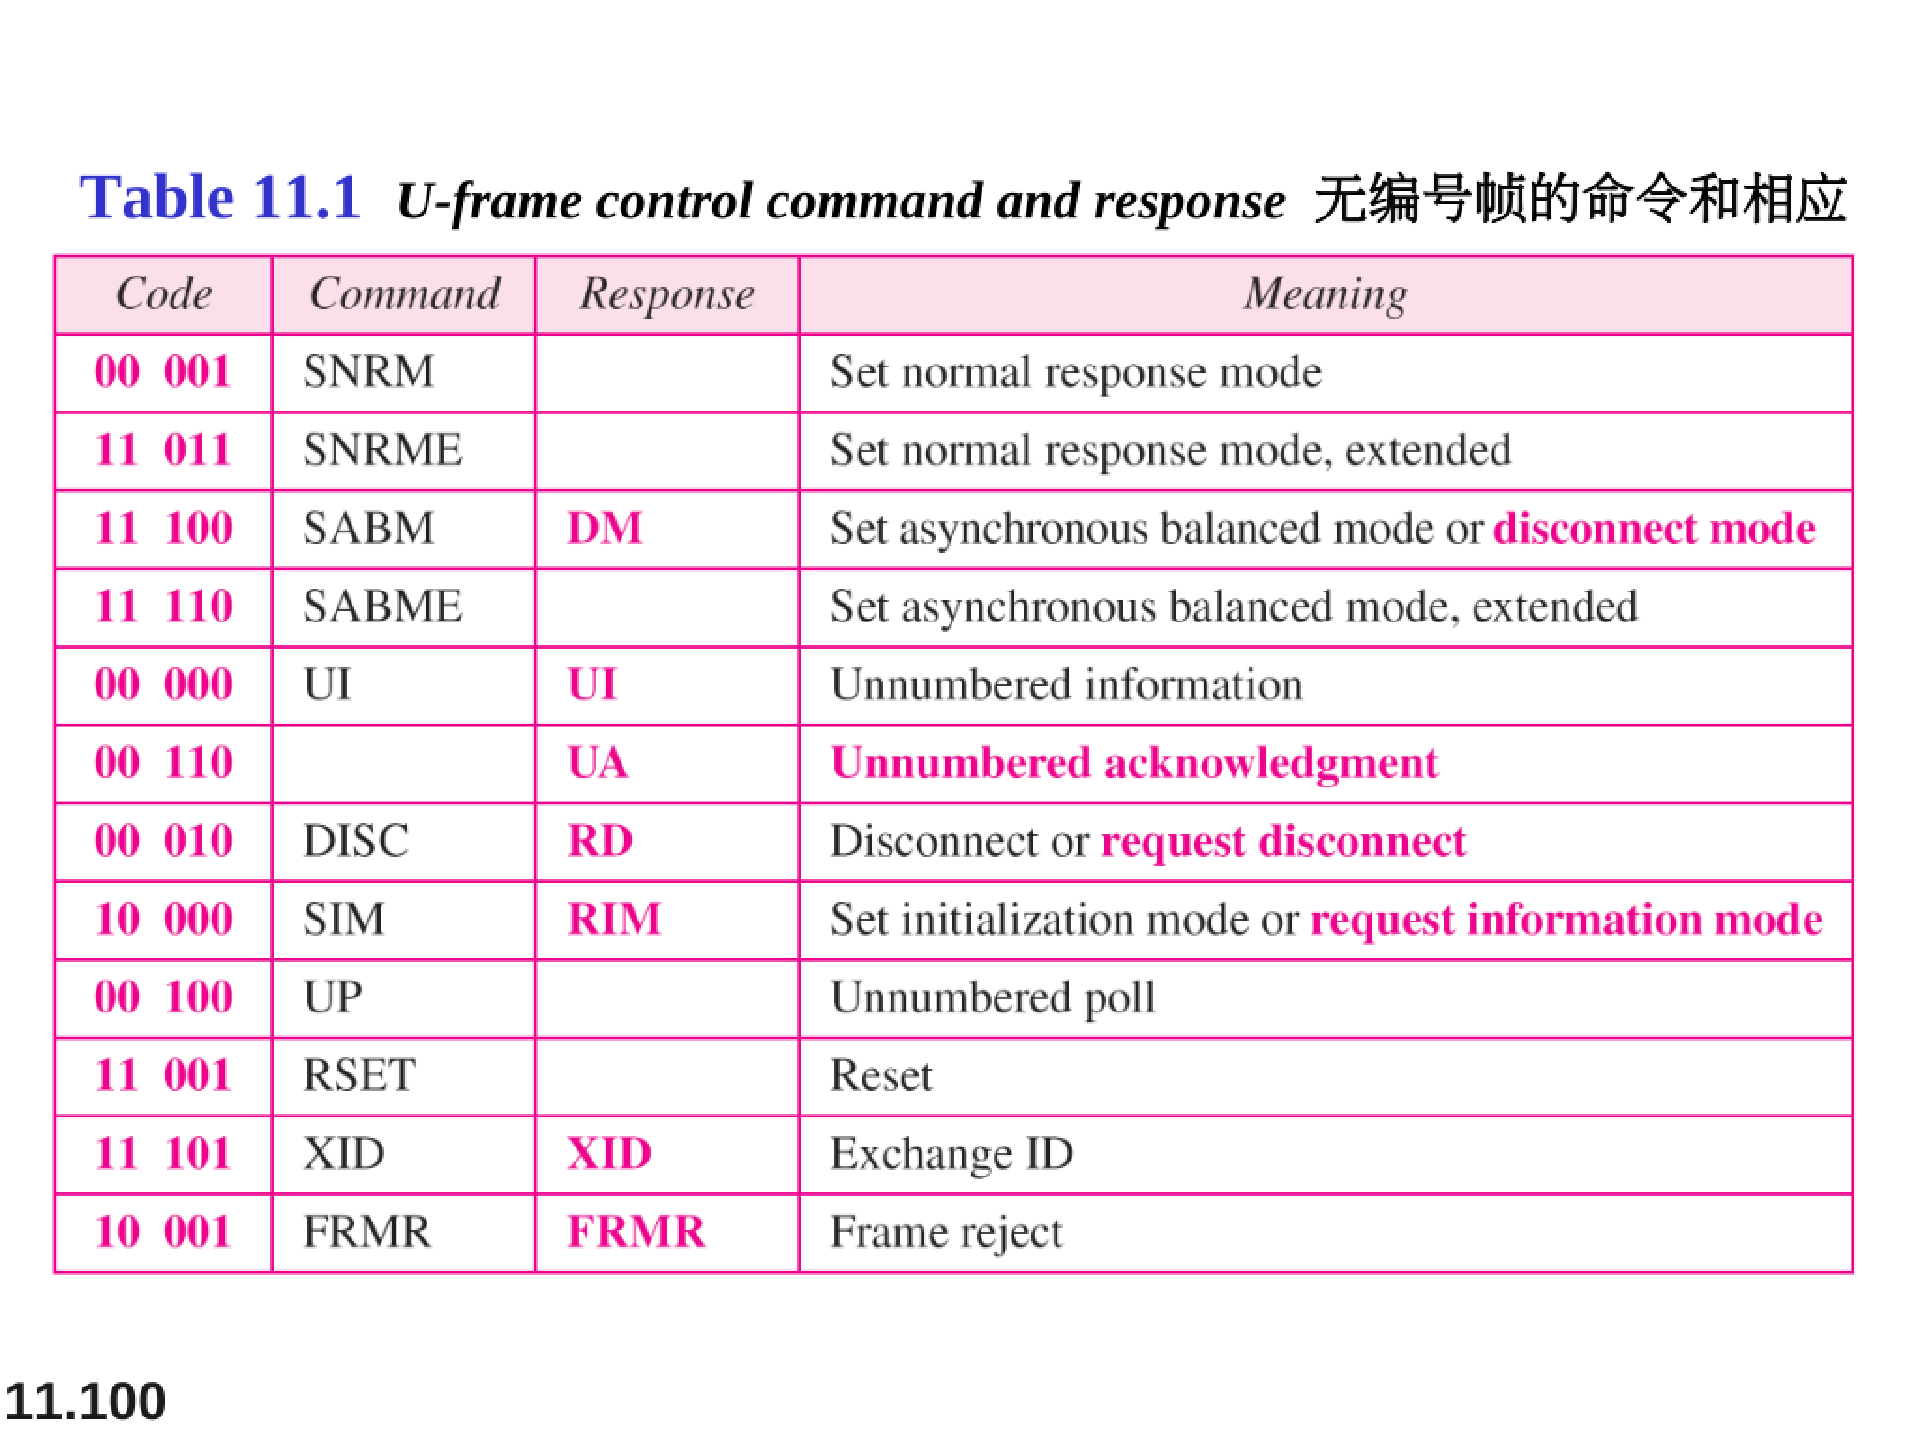 Table 11.1 U-frame control command and response 无编号帧的命令和相应
Code Command Response Meaning
00 001 SNRM Set normal response mode
11 011 SNRME Set normal response mode, extended
11 100 SABM DM Set asynchronous balanced mode or disconnect mode
11 110 SABME Set asynchronous balanced mode, extended
00 000 UI UI Unnumbered information
00 110 UA Unnumbered acknowledgment
00 010 DISC RD Disconnect or request disconnect
10 000 SIM RIM Set initialization mode or request information mode
00 100 UP Unnumbered poll
11 001 RSET Reset
11 101 XID XID Exchange ID
10 001 FRMR FRMR Frame reject
11.100